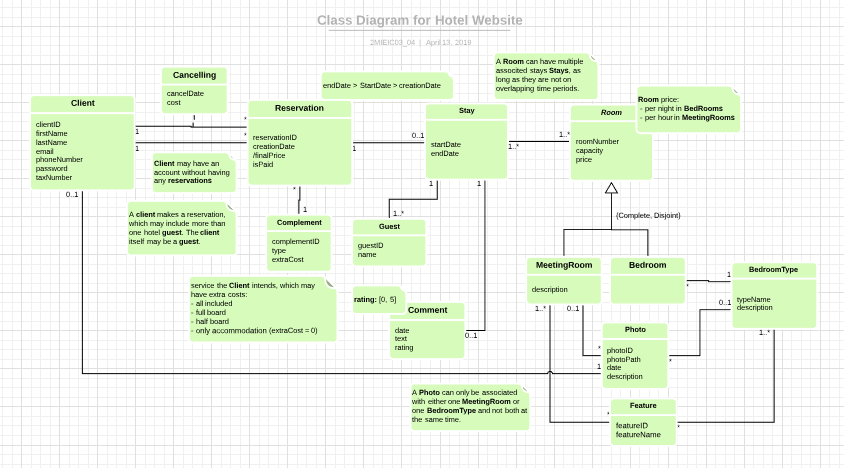 Class Diagram for Hotel Website
2MIEIC03_04 | April 13, 2019
Cancelling
cancelDate
cost
endDate > StartDate > creationDate
A Room can have multiple
associted stays Stays, as
long as they are not on
overlapping time periods.
Room price:
- per night in BedRooms
- per hour in MeetingRooms
Client
clientID
firstName
lastName
email
phoneNumber
password
taxNumber
1
1
0..1
*
*
Reservation
reservationID
creationDate
/finalPrice
isPaid
1
0..1
Stay
startDate
endDate
1..*
1..*
Room
roomNumber
capacity
price
Client may have an
account without having
any reservations
*
1
1
1
{Complete, Disjoint}
A client makes a reservation,
which may include more than
one hotel guest. The client
itself may be a guest.
Complement
complementID
type
extraCost
1..*
Guest
guestID
name
MeetingRoom
description
Bedroom
*
1
BedroomType
typeName
description
0..1
1..*
service the Client intends, which may
have extra costs:
- all included
- full board
- half board
- only accommodation (extraCost = 0)
rating: [0, 5]
Comment
date
text
rating
0..1
1..*
0..1
Photo
photoID
photoPath
date
description
*
1
*
A Photo can only be associated
with either one MeetingRoom or
one BedroomType and not both at
the same time.
Feature
featureID
featureName
*
*